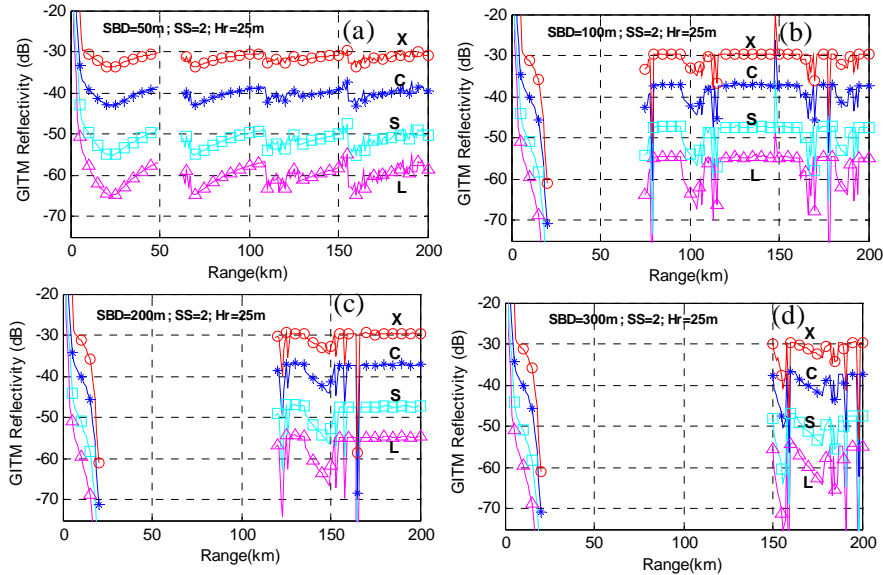 SBD=50m ; SS=2; Hr=25m
(a)
X
C
S
L
GITM Reflectivity (dB)
-20
-30
-40
-50
-60
-70
0 50 100 150 200
Range(km)
SBD=100m ; SS=2; Hr=25m
(b)
X
C
S
L
GITM Reflectivity (dB)
-20
-30
-40
-50
-60
-70
0 50 100 150 200
Range(km)
SBD=200m ; SS=2; Hr=25m
(c)
X
C
S
L
GITM Reflectivity (dB)
-20
-30
-40
-50
-60
-70
0 50 100 150 200
Range(km)
SBD=300m ; SS=2; Hr=25m
(d)
X
C
S
L
GITM Reflectivity (dB)
-20
-30
-40
-50
-60
-70
0 50 100 150 200
Range(km)